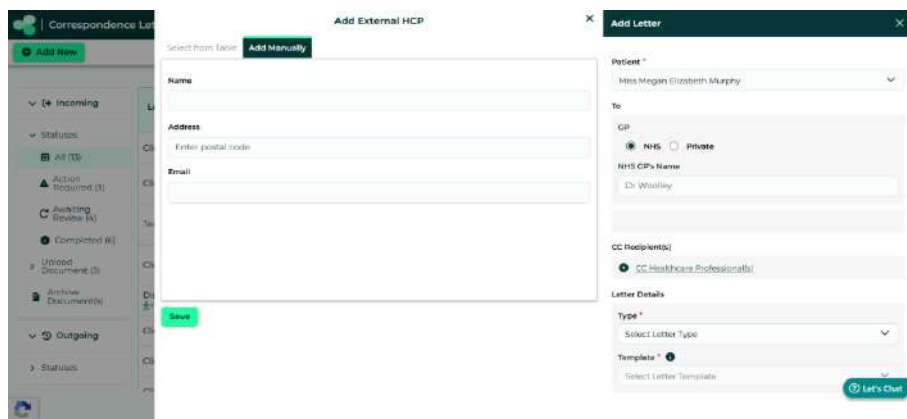 Correspondence Let
Add New
Incoming
Statuses
All (13)
Action
Required (3)
Awaiting
Review (4)
Completed (6)
Upload
Document (3)
Archive
Document(s)
Outgoing
Statuses
Add External HCP
Select from Table
Add Manually
Name
Address
Enter postal code
Email
Save
Add Letter
Patient *
Miss Megan Elizabeth Murphy
To
GP
NHS
Private
NHS GP's Name
Dr Woolley
CC Recipient(s)
CC Healthcare Professional(s)
Letter Details
Type *
Select Letter Type
Template *
Select Letter Template
Let's Chat